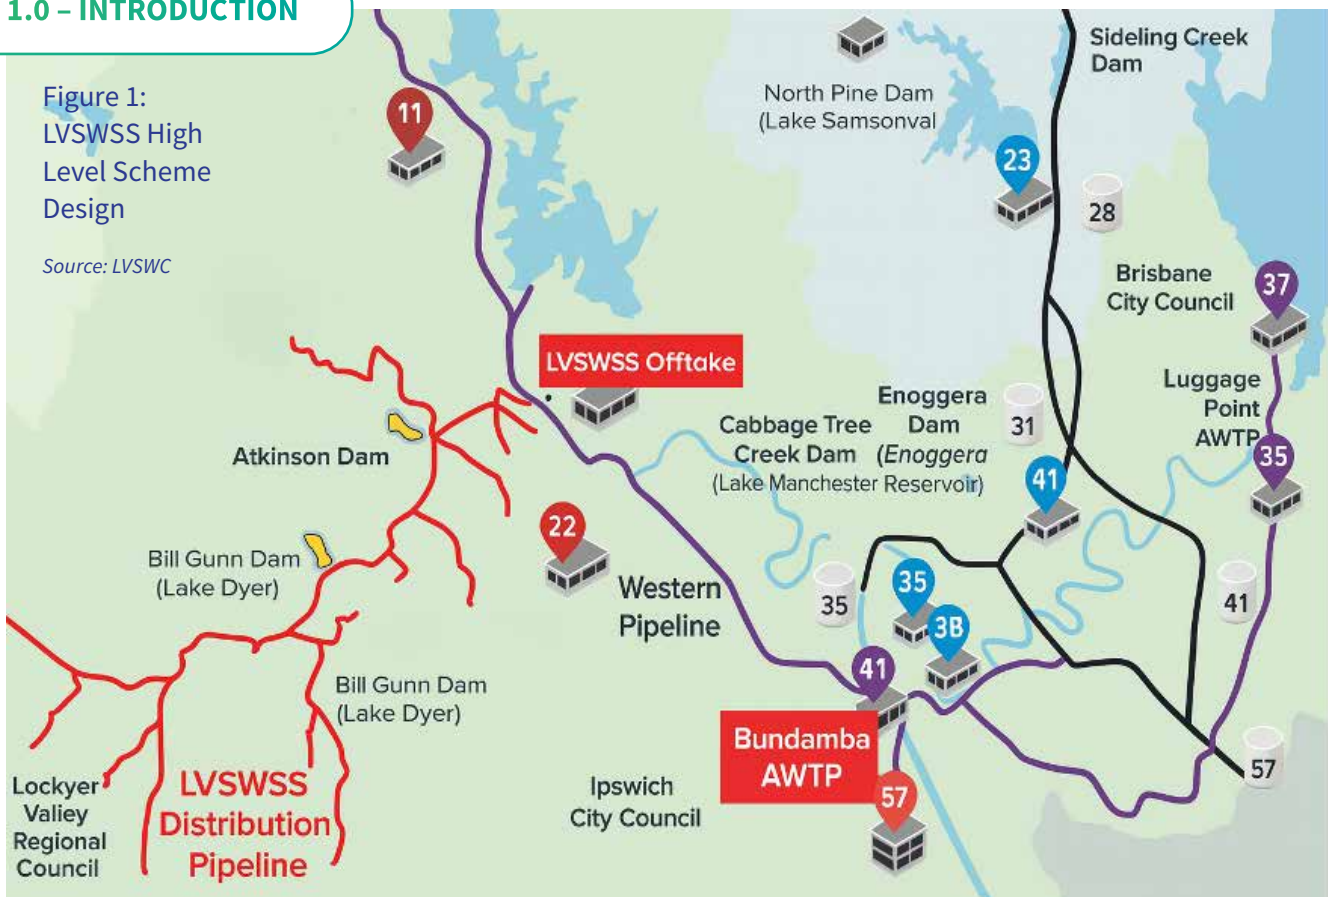 1.0 – INTRODUCTION
Figure 1:
LVSWSS High
Level Scheme
Design
Source: LVSWC
11
Sideling Creek
Dam
North Pine Dam
(Lake Samsonval
23
28
Brisbane
City Council
37
LVSWSS Offtake
Luggage
Point
AWTP
35
Enoggera
Dam
(Enoggera
Reservoir)
31
Cabbage Tree
Creek Dam
(Lake Manchester
41
Atkinson Dam
22
Bill Gunn Dam
(Lake Dyer)
Western
Pipeline
35
35
3B
41
41
Bill Gunn Dam
(Lake Dyer)
Bundamba
AWTP
57
57
Ipswich
City Council
Lockyer
Valiey
Regional
Council
LVSWSS
Distribution
Pipeline